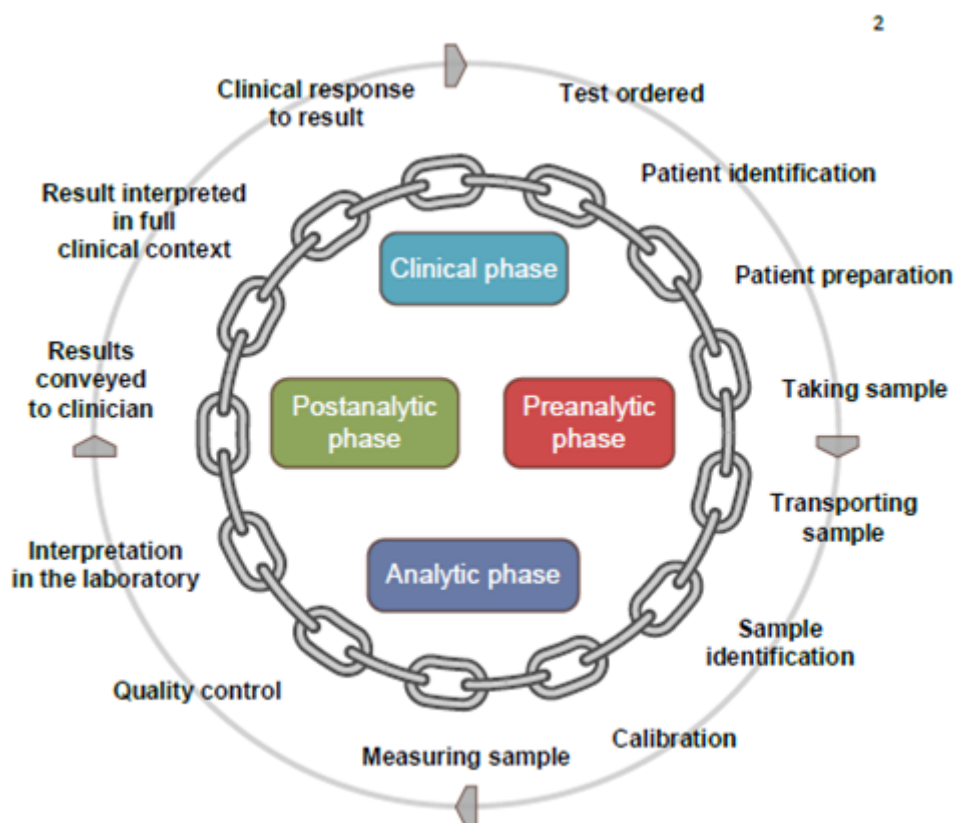 2
Clinical response
to result
Test ordered
Patient identification
Patient preparation
Taking sample
Transporting
sample
Sample
identification
Calibration
Measuring sample
Quality control
Interpretation
in the laboratory
Results
conveyed
to clinician
Result interpreted
in full
clinical context
Clinical phase
Postanalytic
phase
Preanalytic
phase
Analytic phase